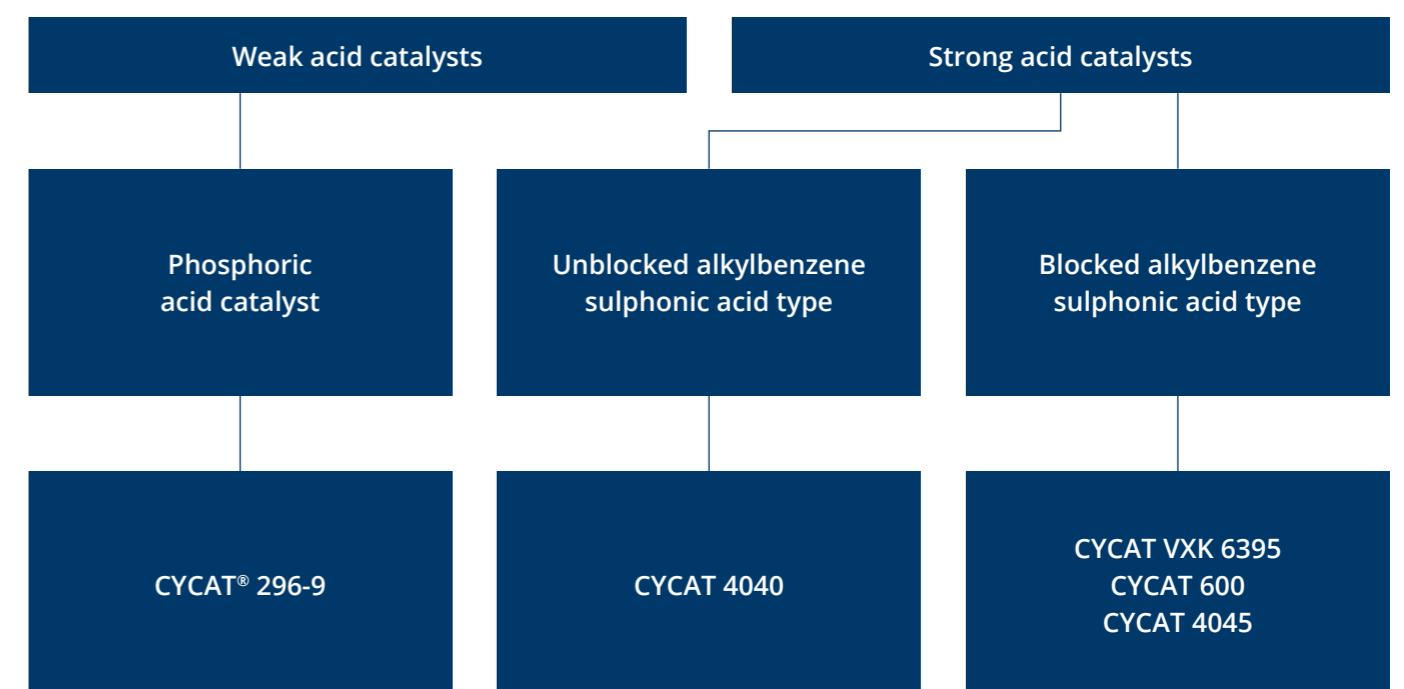 Weak acid catalysts
Strong acid catalysts
Phosphoric
acid catalyst
Unblocked alkylbenzene
sulphonic acid type
Blocked alkylbenzene
sulphonic acid type
CYCAT® 296-9
CYCAT 4040
CYCAT VXK 6395
CYCAT 600
CYCAT 4045